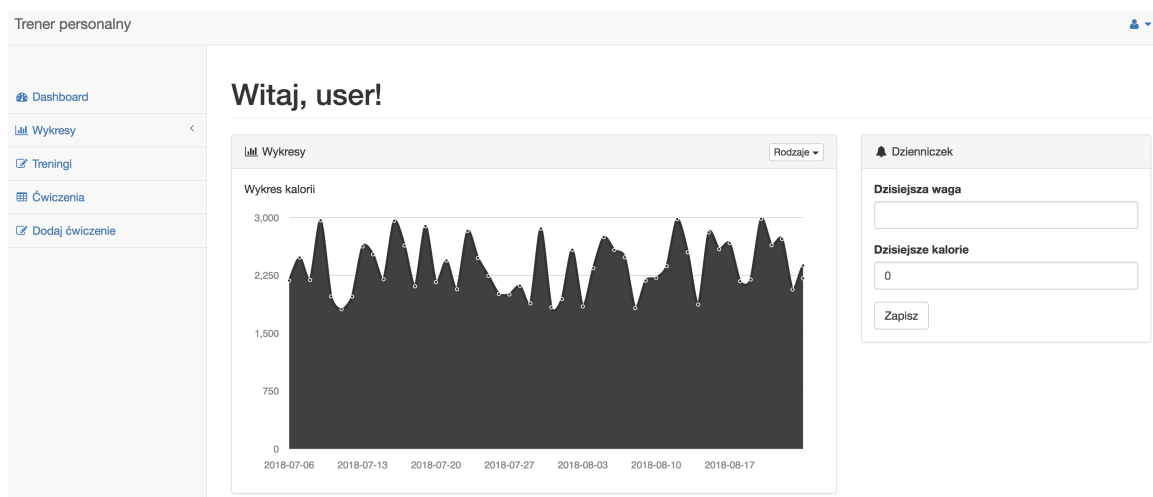 Trener personalny
Dashboard
Wykresy
Treningi
Ćwiczenia
Dodaj ćwiczenie
Witaj, user!
Wykresy
Rodzaje
Wykres kalorii
3,000
2,250
1,500
750
0
2018-07-06 2018-07-13 2018-07-20 2018-07-27 2018-08-03 2018-08-10 2018-08-17
Dzienniczek
Dzisiejsza waga
Dzisiejsze kalorie
0
Zapisz